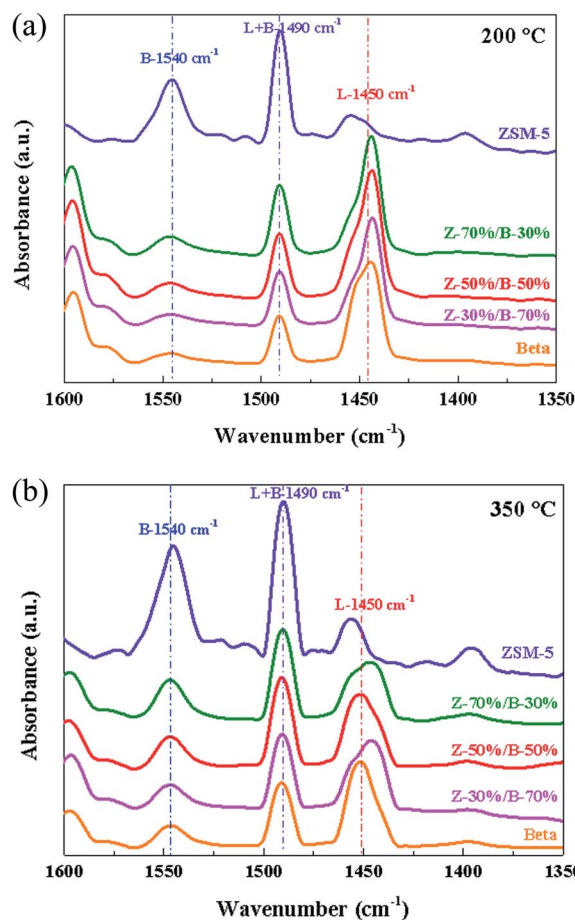 (a)
L+B-1490 cm⁻¹
200 °C
B-1540 cm⁻¹
L-1450 cm⁻¹
ZSM-5
Z-70%/B-30%
Z-50%/B-50%
Z-30%/B-70%
Beta
Absorbance (a.u.)
1600 1550 1500 1450 1400 1350
Wavenumber (cm⁻¹)
(b)
L+B-1490 cm⁻¹
350 °C
B-1540 cm⁻¹
L-1450 cm⁻¹
ZSM-5
Z-70%/B-30%
Z-50%/B-50%
Z-30%/B-70%
Beta
Absorbance (a.u.)
1600 1550 1500 1450 1400 1350
Wavenumber (cm⁻¹)